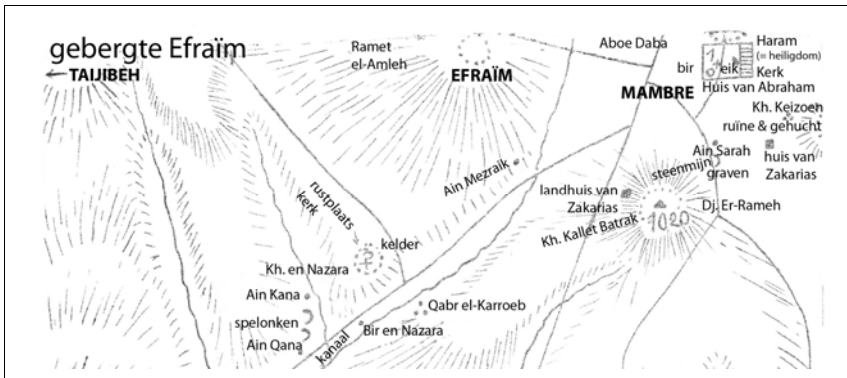 gebergte Efraïm
TAIJIBEH
Ramet
el-Amleh
EFRAÏM
Aboe Daba
Haram
(= heiligdom)
bir
eik
Kerk
MAMBRE
Huis van Abraham
Kh. Keizoen
ruïne & gehucht
Ain Sarah
steenmijn
graven
huis van
Zakarias
Ain Mezraik
landhuis van
Zakarias
Dj. Er-Rameh
1020
Kh. Kallet Batrak
rustplaats
kerk
kelder
Kh. en Nazara
Ain Kana
spelonken
Ain Qana
kanaal
Bir en Nazara
Qabr el-Karroeb